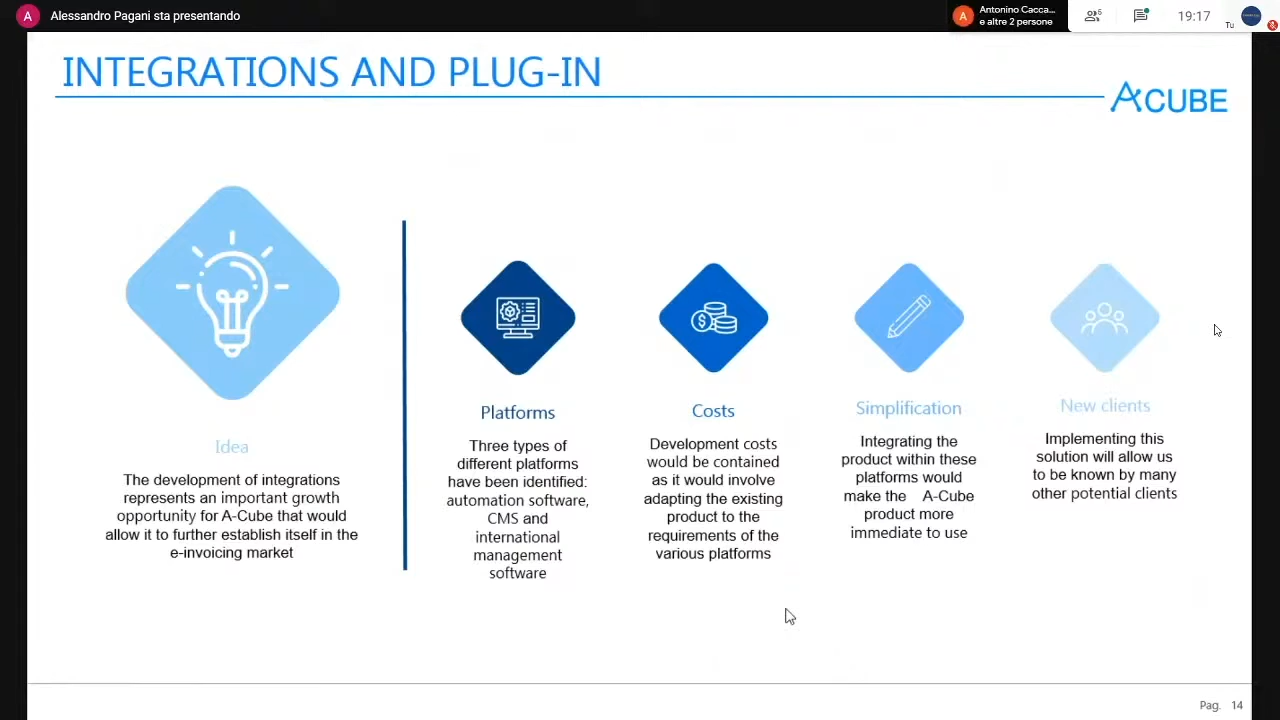 A
Alessandro Pagani sta presentando
A
Antonino Cacca...
e altre 2 persone
6
19:17
Tu
INTEGRATIONS AND PLUG-IN
ACUBE
Idea
The development of integrations
represents an important growth
opportunity for A-Cube that would
allow it to further establish itself in the
e-invoicing market
Platforms
Three types of
different platforms
have been identified:
automation software,
CMS and
international
management
software
Costs
Development costs
would be contained
as it would involve
adapting the existing
product to the
requirements of the
various platforms
Simplification
Integrating the
product within these
platforms would
make the A-Cube
product more
immediate to use
New clients
Implementing this
solution will allow us
to be known by many
other potential clients
Pag. 14